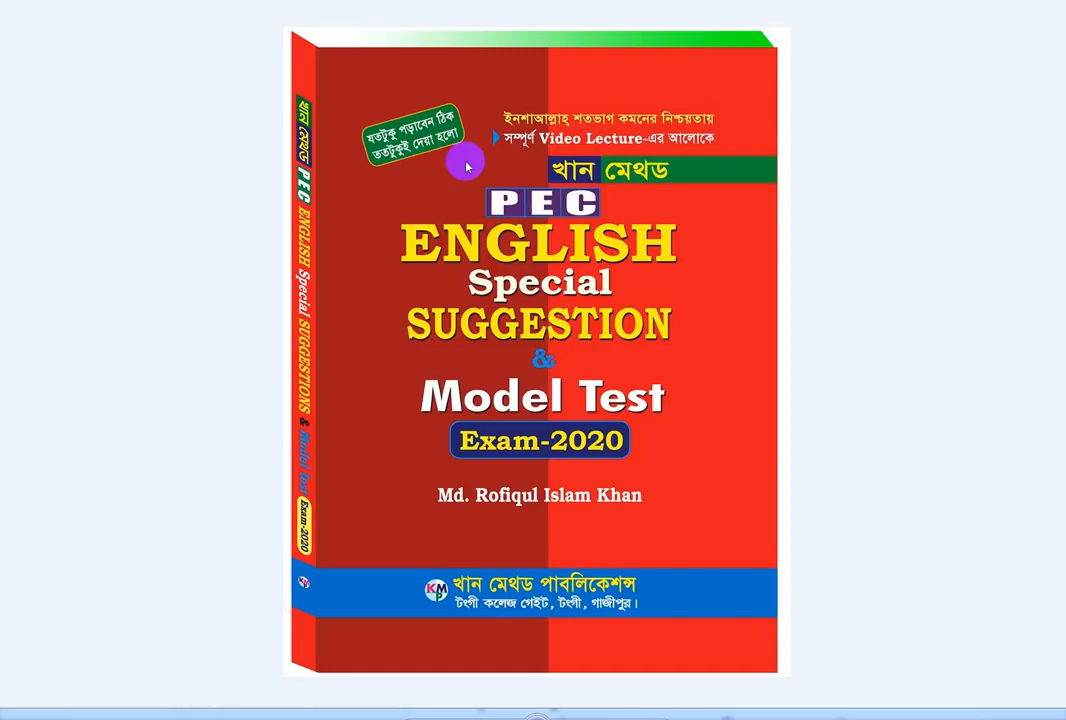 যতটুকু পড়াবেন ঠিক
ততটুকুই দেয়া হলো
ইনশাআল্লাহ্ শতভাগ কমনের নিশ্চয়তায়
সম্পূর্ণ Video Lecture-এর আলোকে
খান মেথড
PEC
ENGLISH
Special
SUGGESTION
&
Model Test
Exam-2020
Md. Rofiqul Islam Khan
KMP
খান মেথড পাবলিকেশন্স
টংগী কলেজ গেইট, টংগী, গাজীপুর।
খান মেথড PEC ENGLISH Special SUGGESTIONS & Model Test Exam-2020